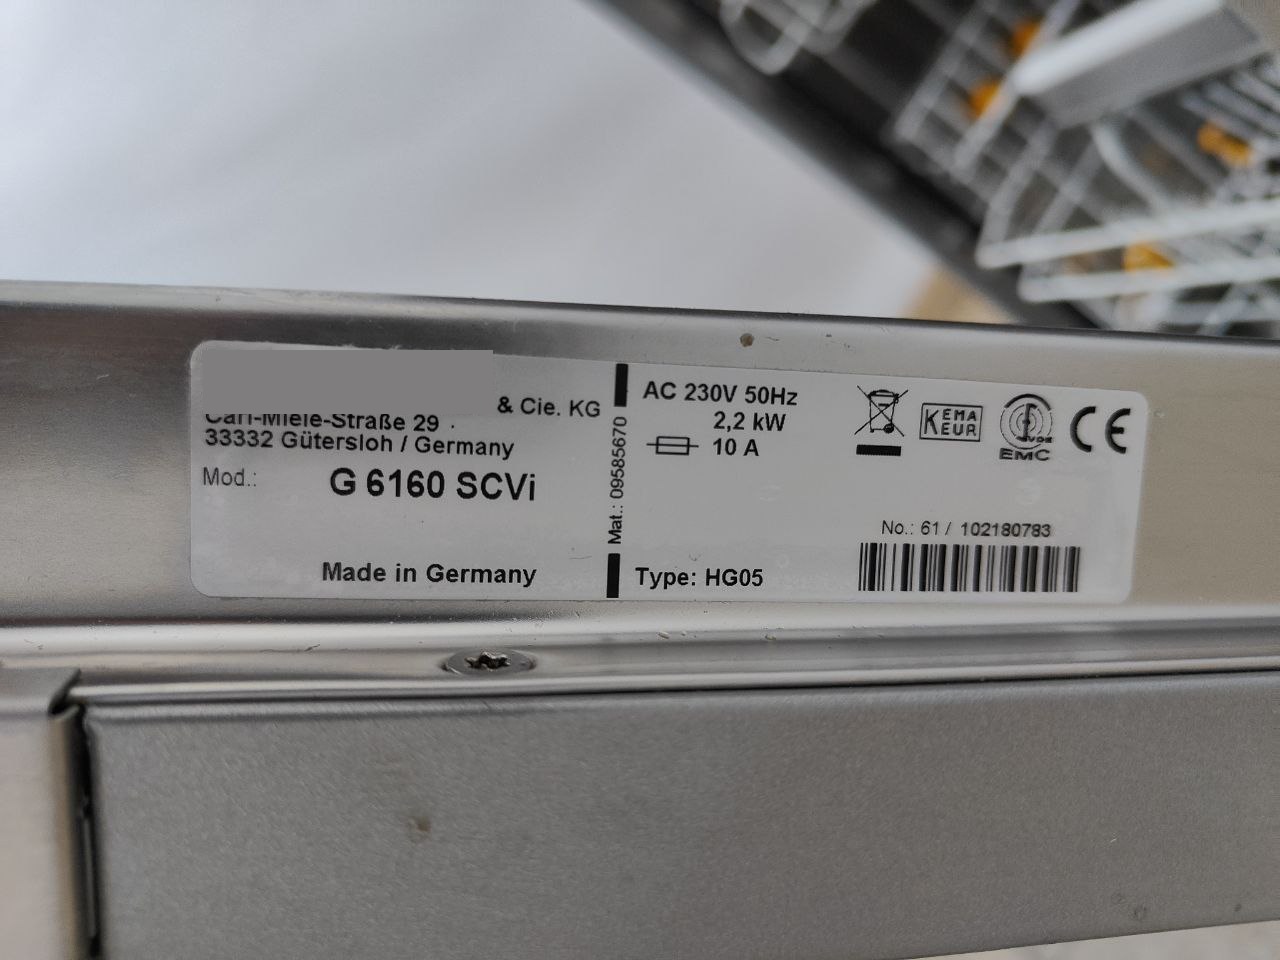 & Cie. KG
Carl-Miele-Straße 29
33332 Gütersloh / Germany
Mod.: G 6160 SCVi
Made in Germany
Mat.: 09585670
AC 230V 50Hz
2,2 kW
10 A
Type: HG05
KEMA
KEUR
VDE
EMC
CE
No.: 61 / 102180783